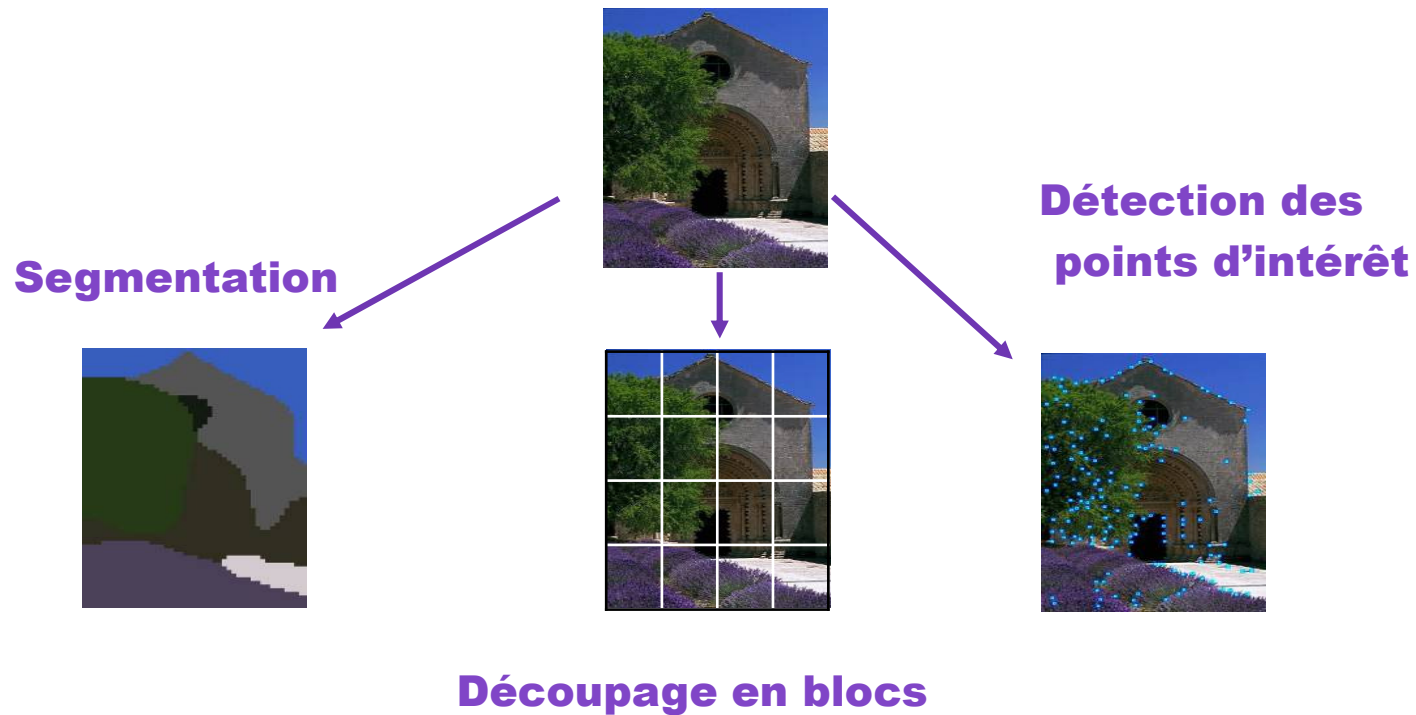 Détection des
points d’intérêt
Segmentation
Découpage en blocs